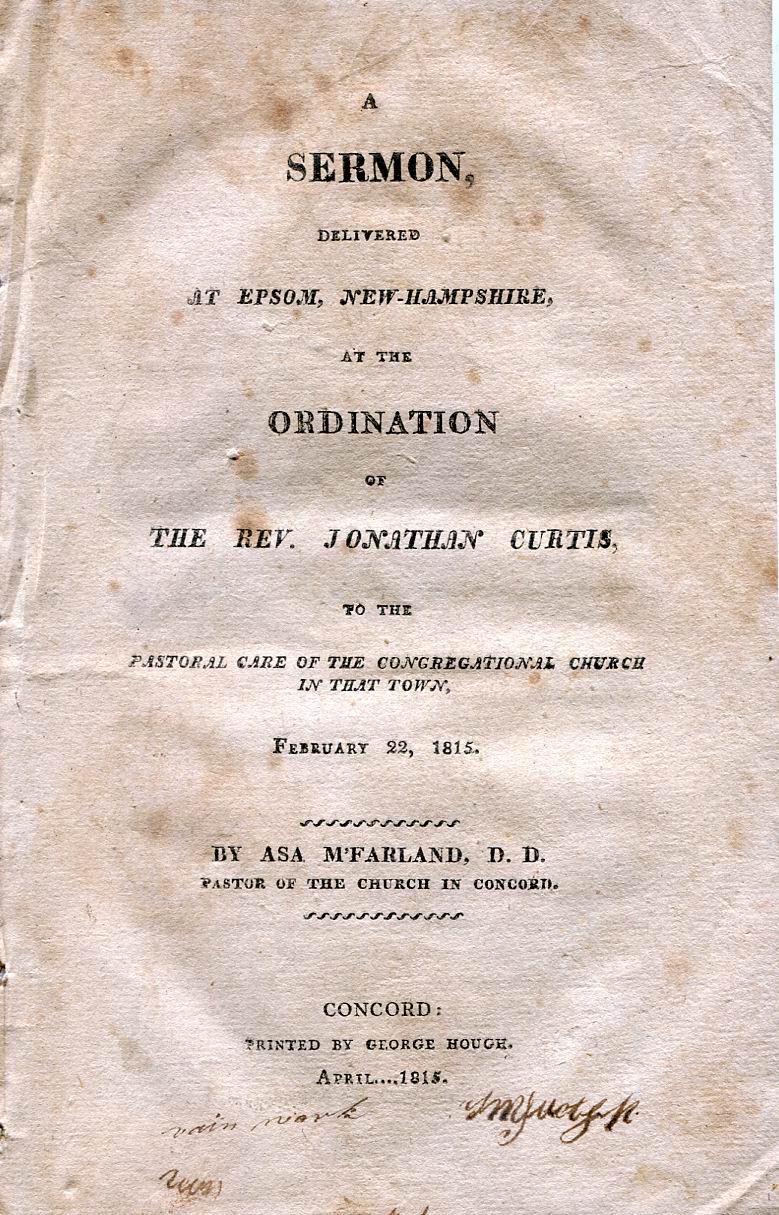 A
SERMON,
DELIVERED
AT EPSOM, NEW-HAMPSHIRE,
AT THE
ORDINATION
OF
THE REV. JONATHAN CURTIS,
TO THE
PASTORAL CARE OF THE CONGREGATIONAL CHURCH
IN THAT TOWN,
FEBRUARY 22, 1815.
BY ASA M'FARLAND, D. D.
PASTOR OF THE CHURCH IN CONCORD.
CONCORD:
PRINTED BY GEORGE HOUGH.
APRIL....1815.
vain work